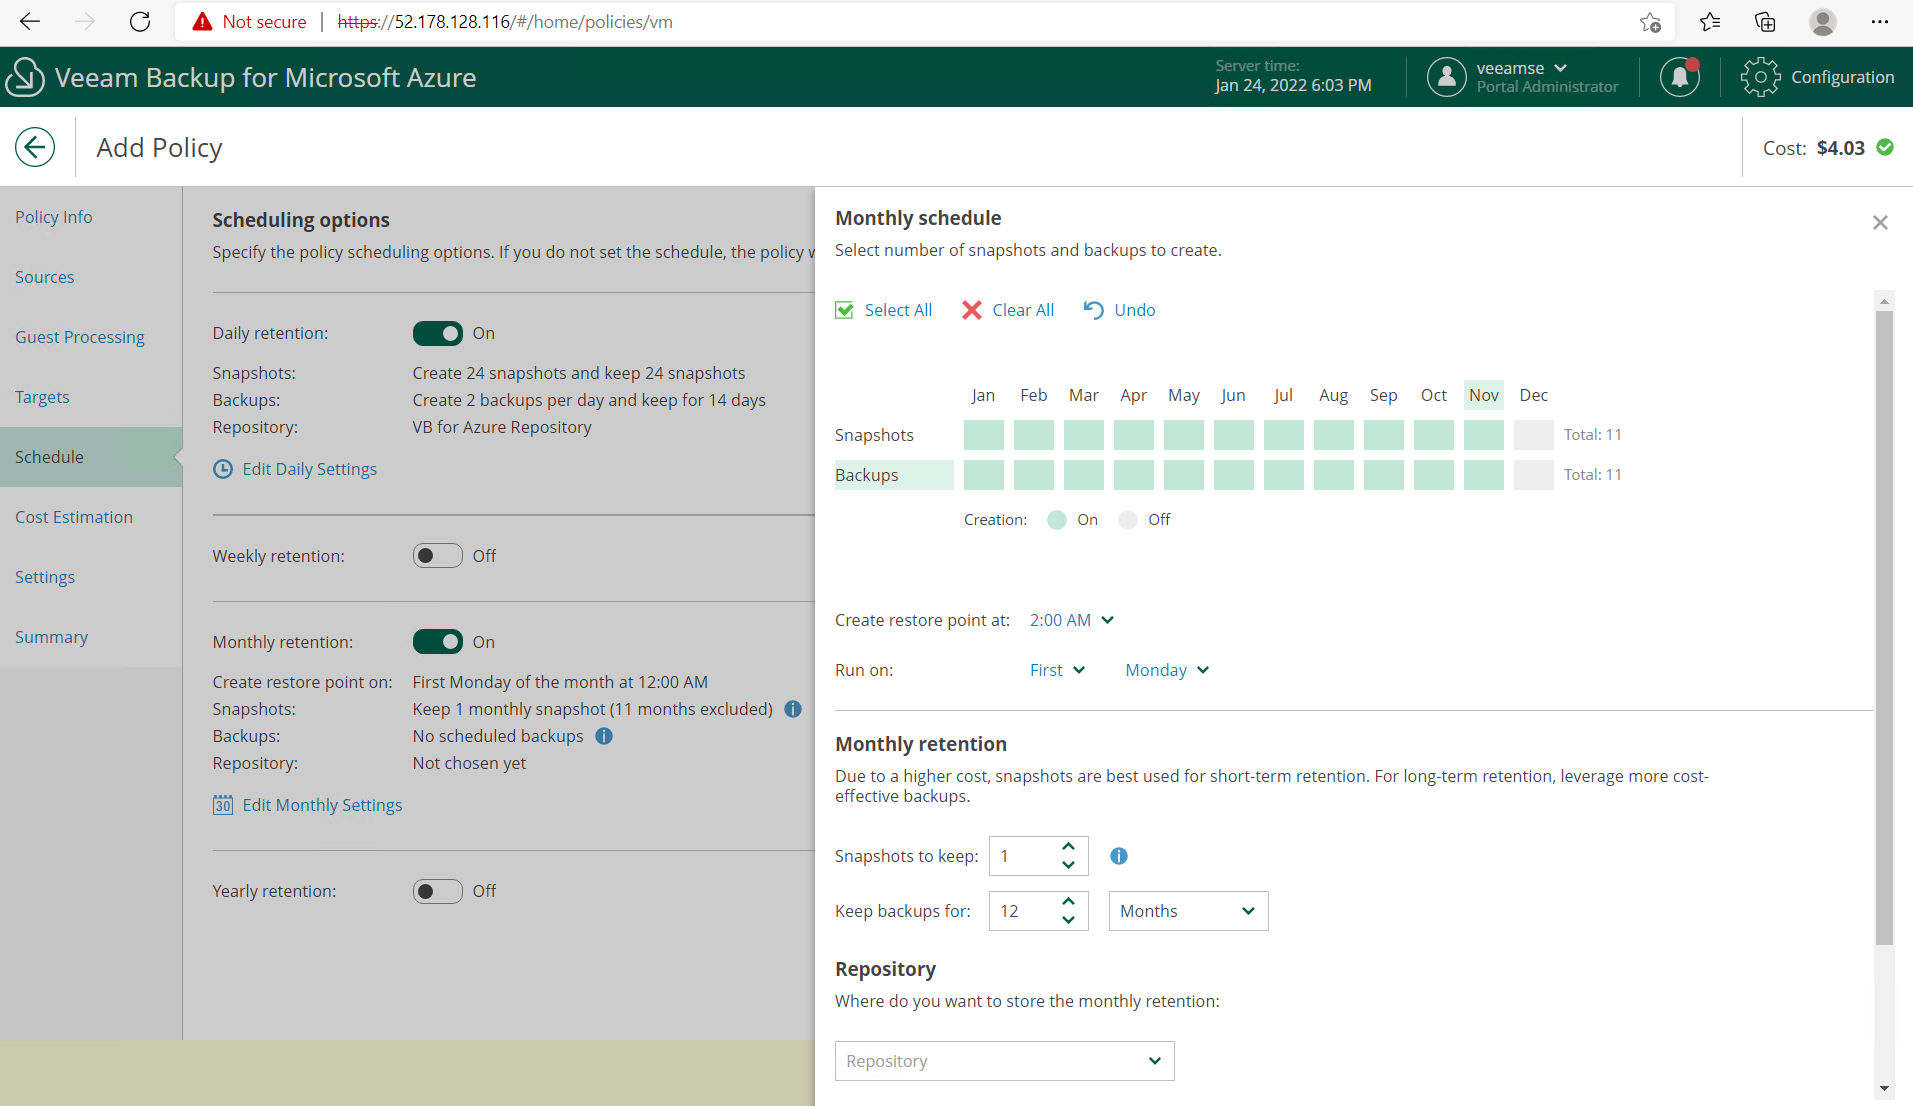 Not secure | https://52.178.128.116/#/home/policies/vm
Veeam Backup for Microsoft Azure
Server time:
Jan 24, 2022 6:03 PM
veeamse
Portal Administrator
Configuration
Add Policy
Cost: $4.03
Policy Info
Sources
Guest Processing
Targets
Schedule
Cost Estimation
Settings
Summary
Scheduling options
Specify the policy scheduling options. If you do not set the schedule, the policy
Daily retention: On
Snapshots: Create 24 snapshots and keep 24 snapshots
Backups: Create 2 backups per day and keep for 14 days
Repository: VB for Azure Repository
Edit Daily Settings
Weekly retention: Off
Monthly retention: On
Create restore point on: First Monday of the month at 12:00 AM
Snapshots: Keep 1 monthly snapshot (11 months excluded)
Backups: No scheduled backups
Repository: Not chosen yet
30 Edit Monthly Settings
Yearly retention: Off
Monthly schedule
Select number of snapshots and backups to create.
Select All Clear All Undo
Jan Feb Mar Apr May Jun Jul Aug Sep Oct Nov Dec
Snapshots Total: 11
Backups Total: 11
Creation: On Off
Create restore point at: 2:00 AM
Run on: First Monday
Monthly retention
Due to a higher cost, snapshots are best used for short-term retention. For long-term retention, leverage more cost-
effective backups.
Snapshots to keep: 1
Keep backups for: 12 Months
Repository
Where do you want to store the monthly retention:
Repository